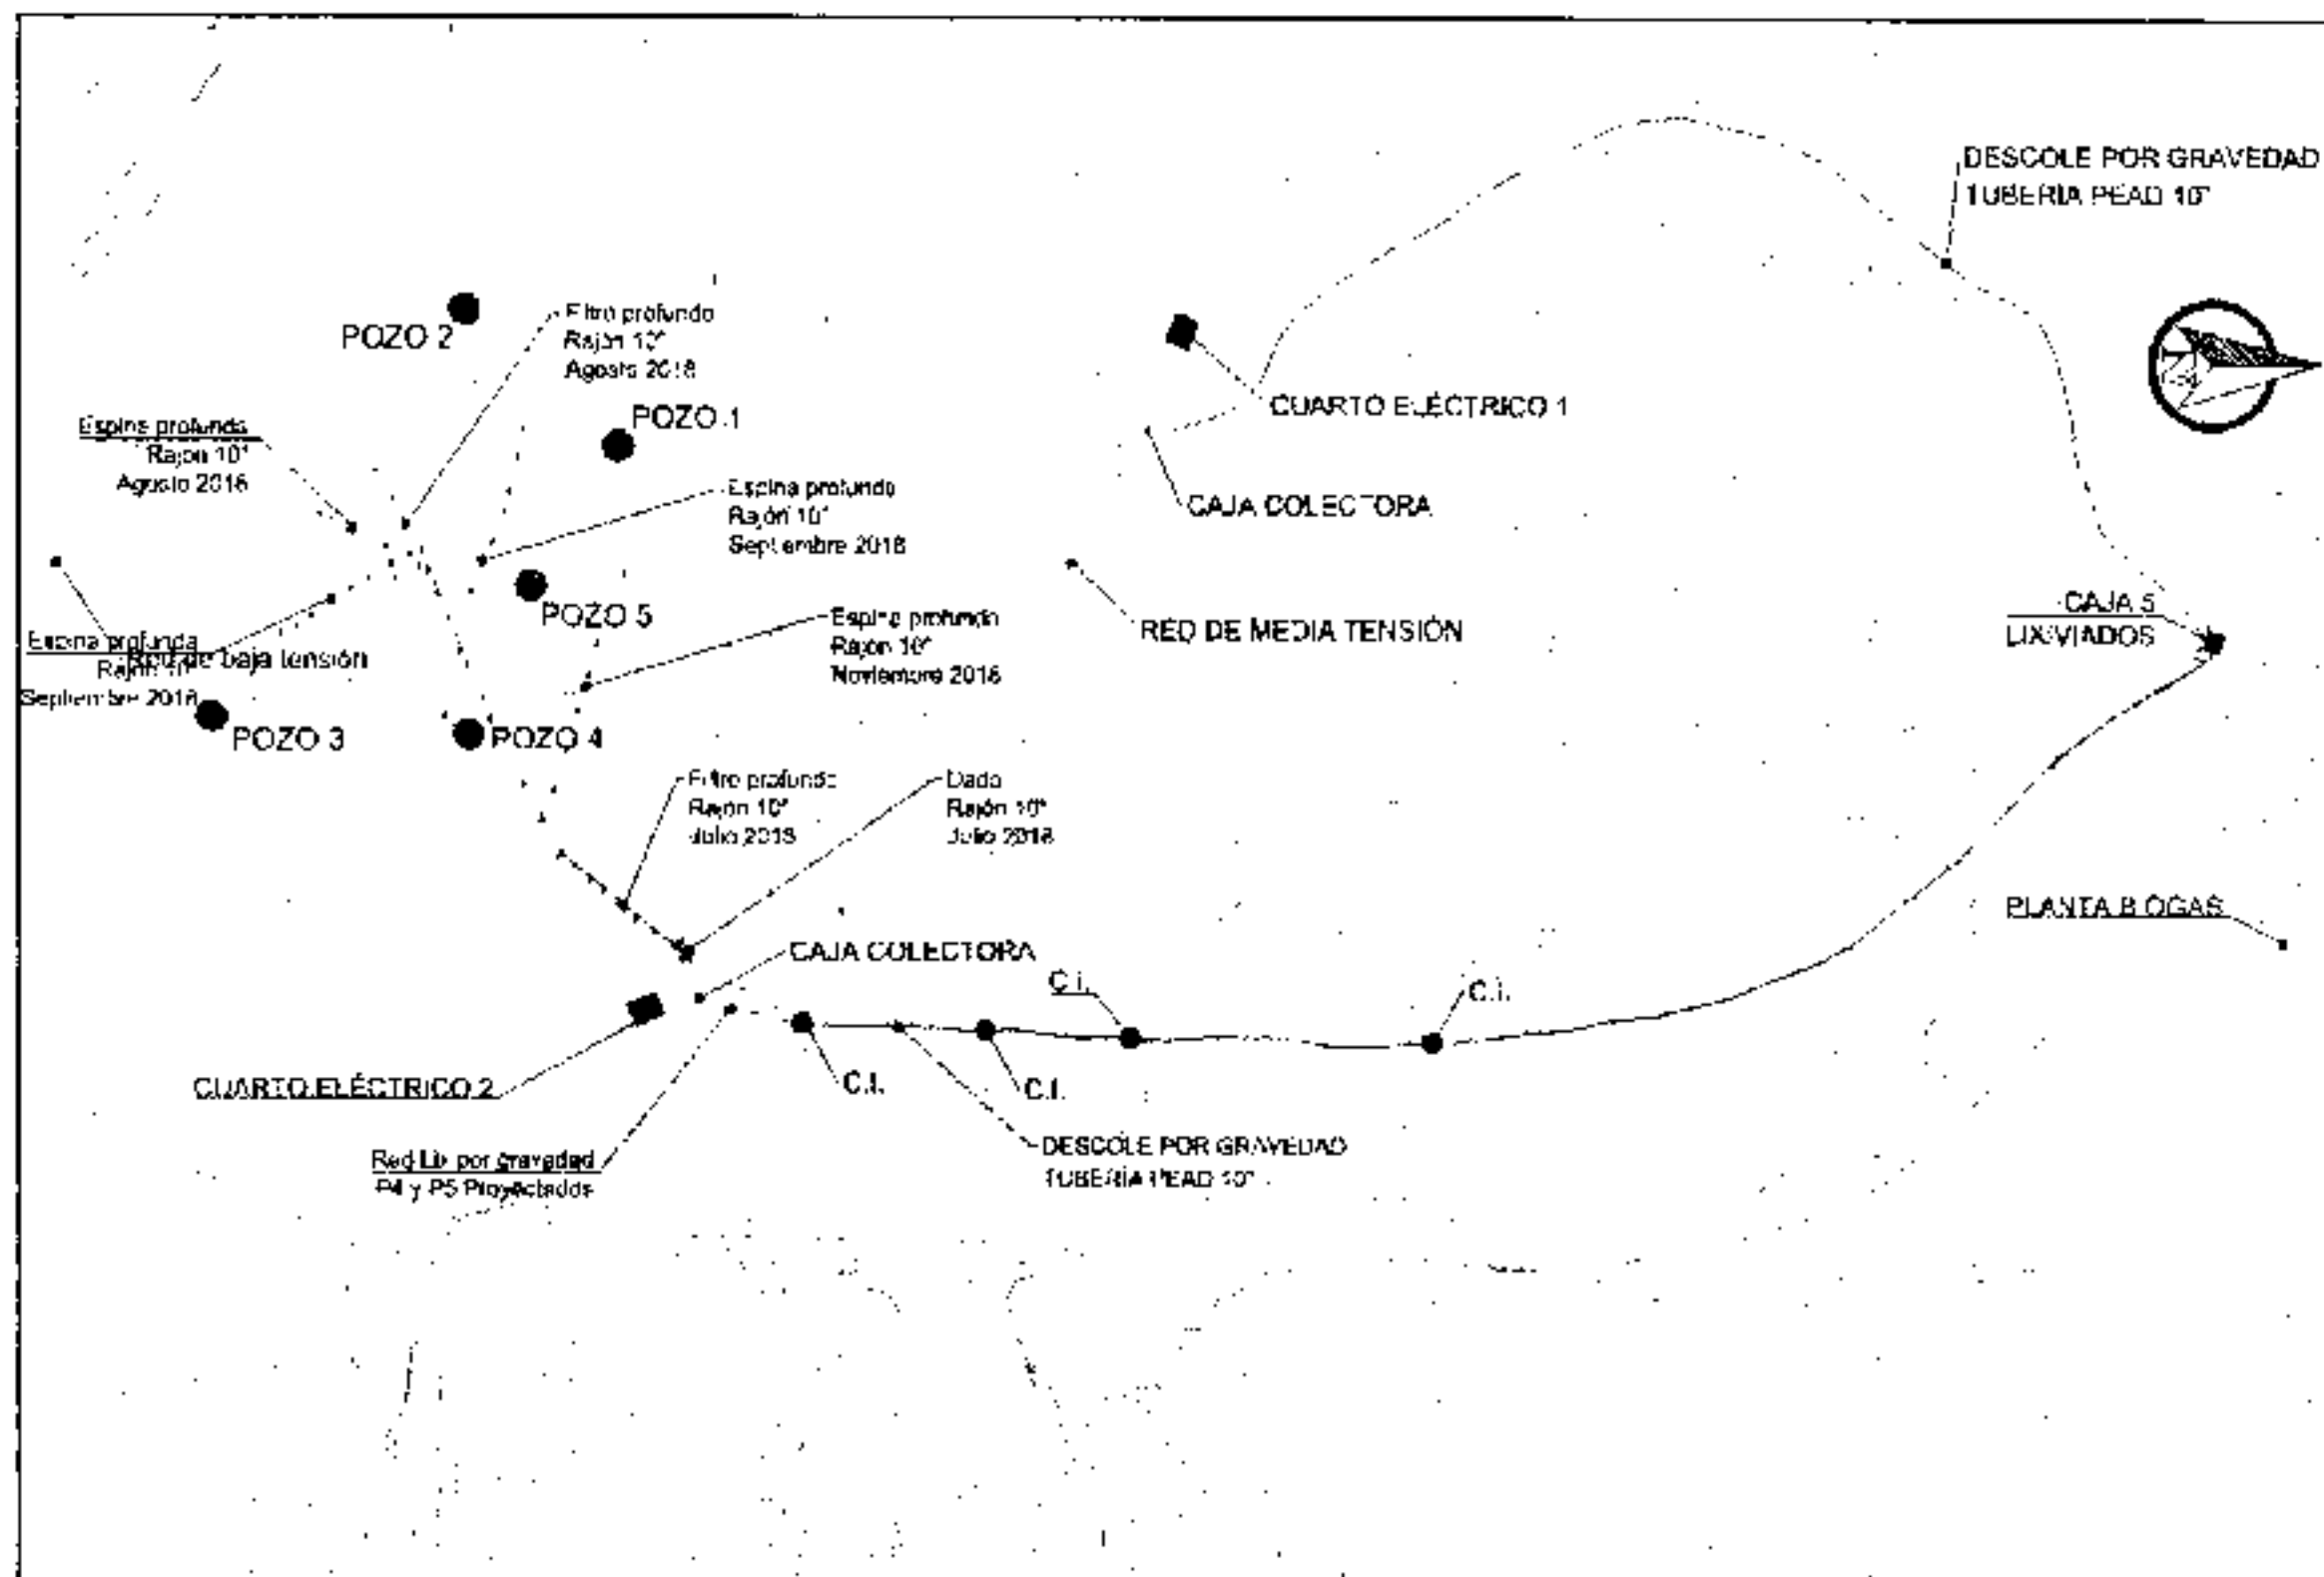 DESCOLE POR GRAVEDAD
TUBERÍA PEAD 10"
POZO 2
Filtro profundo
Rajón 10"
Agosto 2018
POZO 1
CUARTO ELÉCTRICO 1
Espina profunda
Rajón 10"
Agosto 2018
Espina profunda
Rajón 10"
Septiembre 2018
CAJA COLECTORA
POZO 5
CAJA 5
LIXIVIADOS
Espina profunda
Rajón 10"
Noviembre 2018
RED DE MEDIA TENSIÓN
Espina profunda
Rajón 10"
Septiembre 2018
Red de baja tensión
POZO 3
POZO 4
Filtro profundo
Rajón 10"
Julio 2018
Dado
Rajón 10"
Julio 2018
PLANTA BIOGAS
CAJA COLECTORA
C.I.
C.I.
CUARTO ELÉCTRICO 2
C.I.
C.I.
Red Lix por gravedad
P4 y P5 Proyectados
DESCOLE POR GRAVEDAD
TUBERÍA PEAD 10"